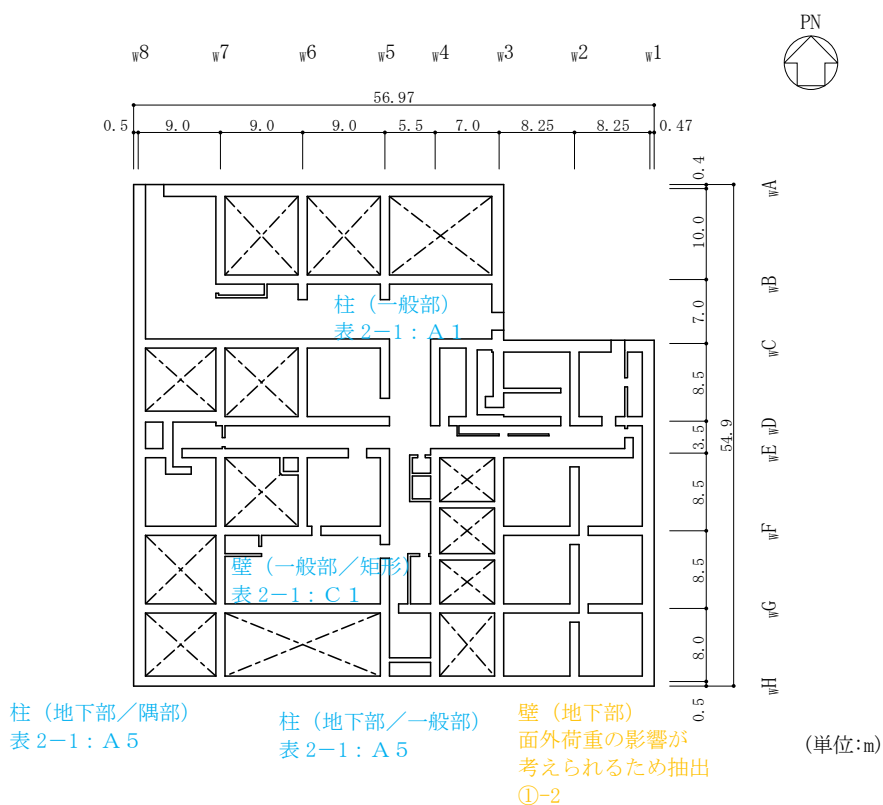 PN
w8 w7 w6 w5 w4 w3 w2 w1
56.97
0.5 9.0 9.0 9.0 5.5 7.0 8.25 8.25 0.47
0.4
wA
10.0
wB
7.0
wC
8.5
wD
3.5
54.9
wE
8.5
wF
8.5
wG
8.0
wH
0.5
柱（一般部）
表 2－1：A 1
壁（一般部／矩形）
表 2－1：C 1
柱（地下部／隅部）
表 2－1：A 5
柱（地下部／一般部）
表 2－1：A 5
壁（地下部）
面外荷重の影響が
考えられるため抽出
①-2
(単位:m)